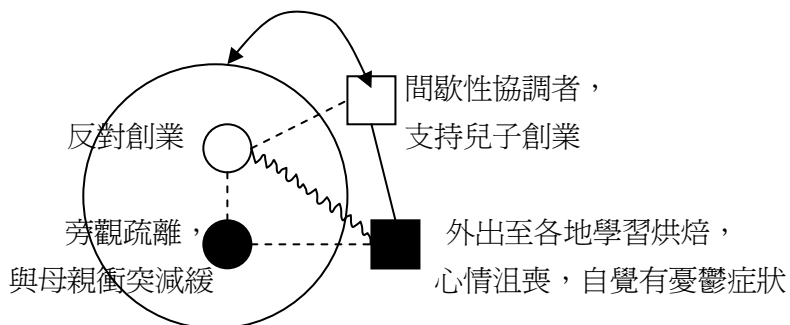 間歇性協調者，
支持兒子創業
反對創業
旁觀疏離，
與母親衝突減緩
外出至各地學習烘焙，
心情沮喪，自覺有憂鬱症狀